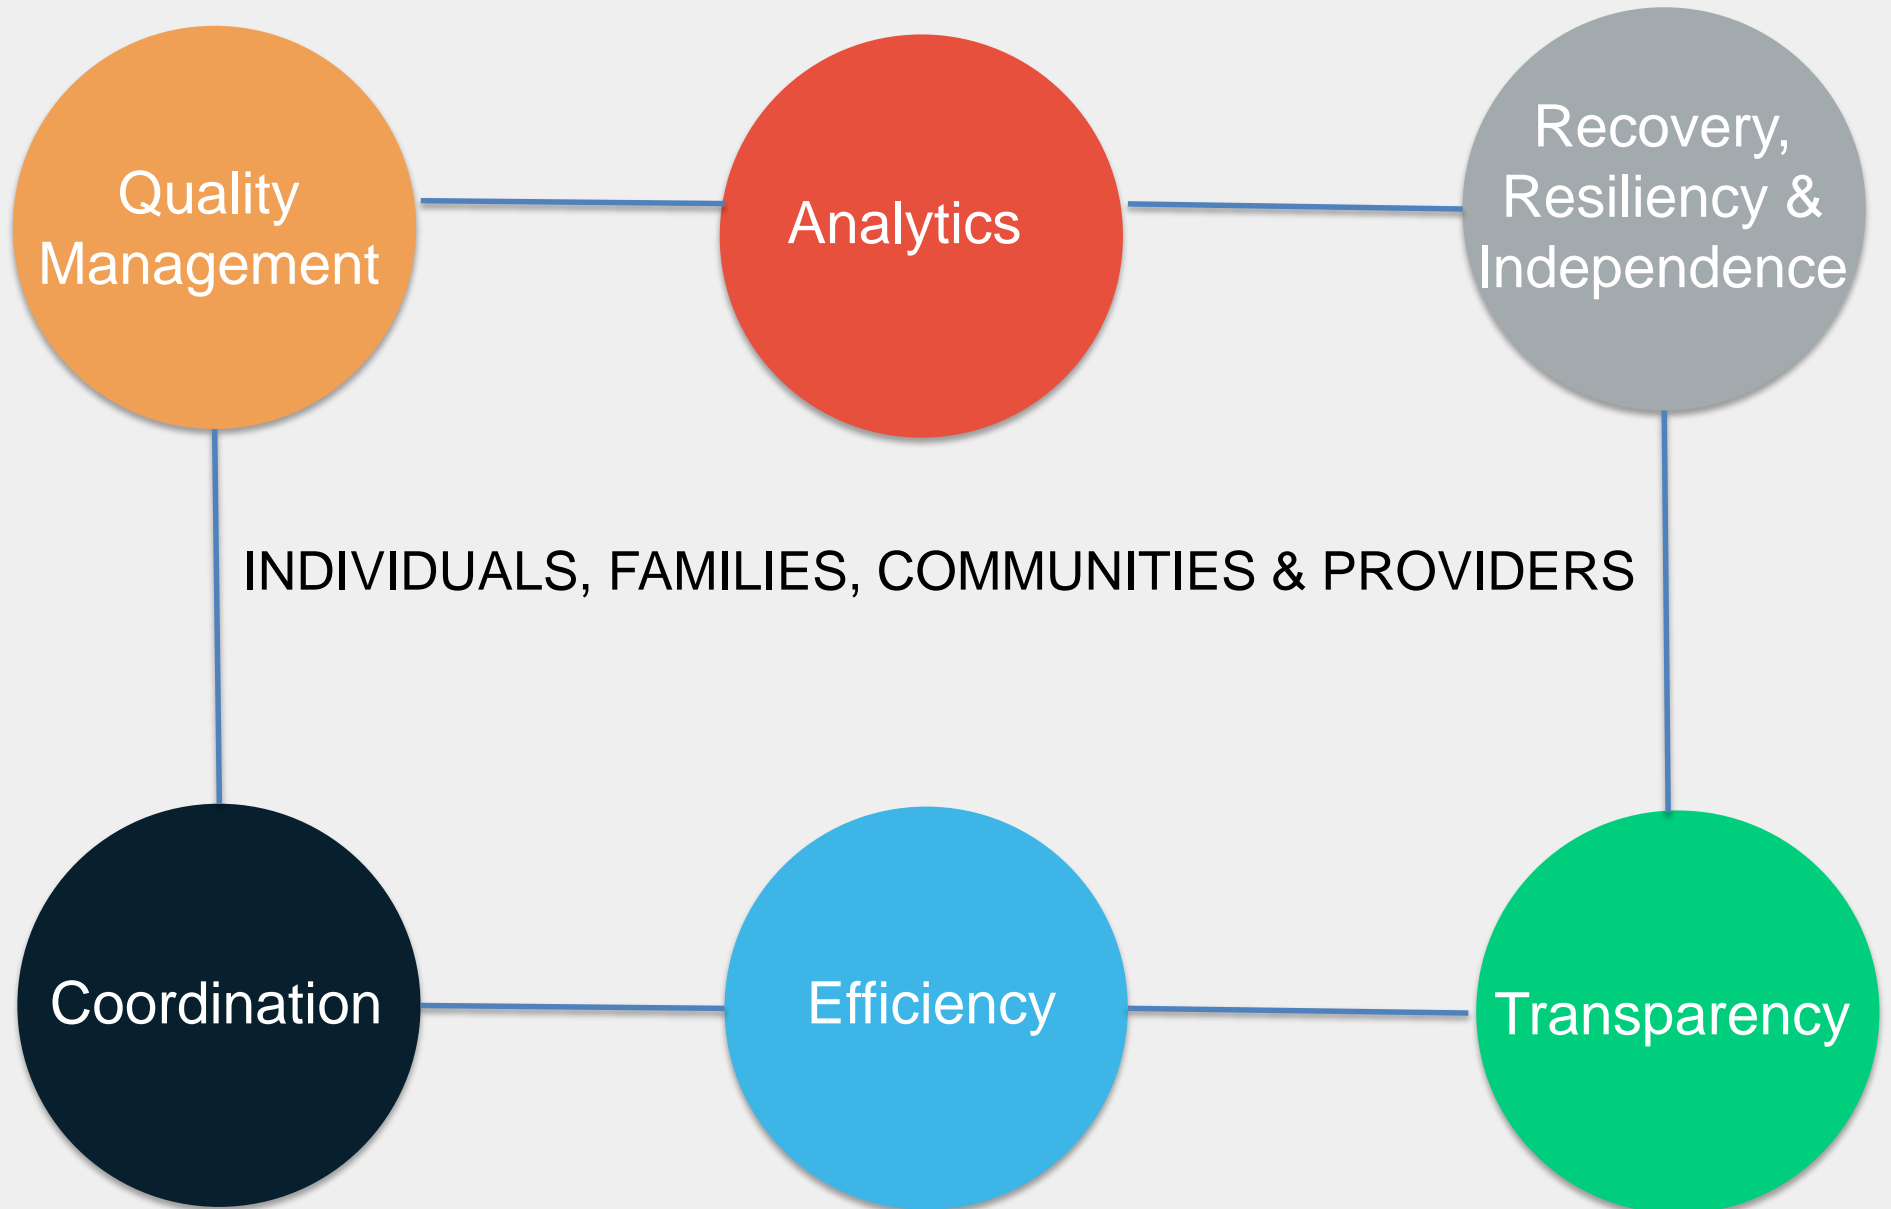 Quality
Management
Analytics
Recovery,
Resiliency &
Independence
INDIVIDUALS, FAMILIES, COMMUNITIES & PROVIDERS
Coordination
Efficiency
Transparency